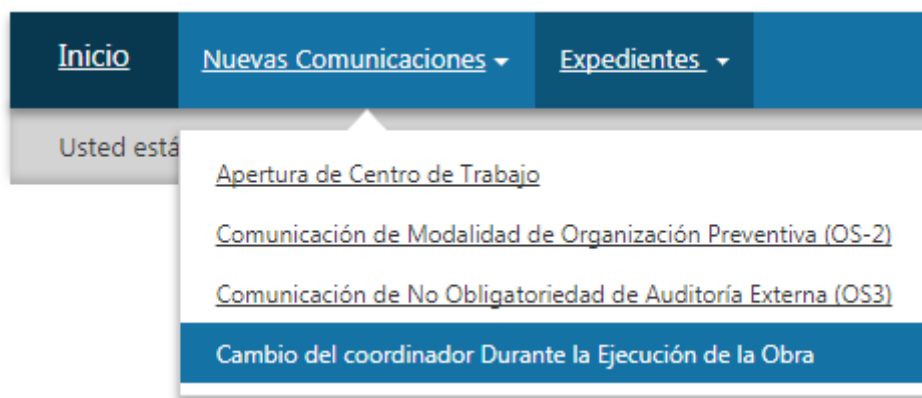 Inicio
Nuevas Comunicaciones
Expedientes
Usted está
Apertura de Centro de Trabajo
Comunicación de Modalidad de Organización Preventiva (OS-2)
Comunicación de No Obligatoriedad de Auditoría Externa (OS3)
Cambio del coordinador Durante la Ejecución de la Obra